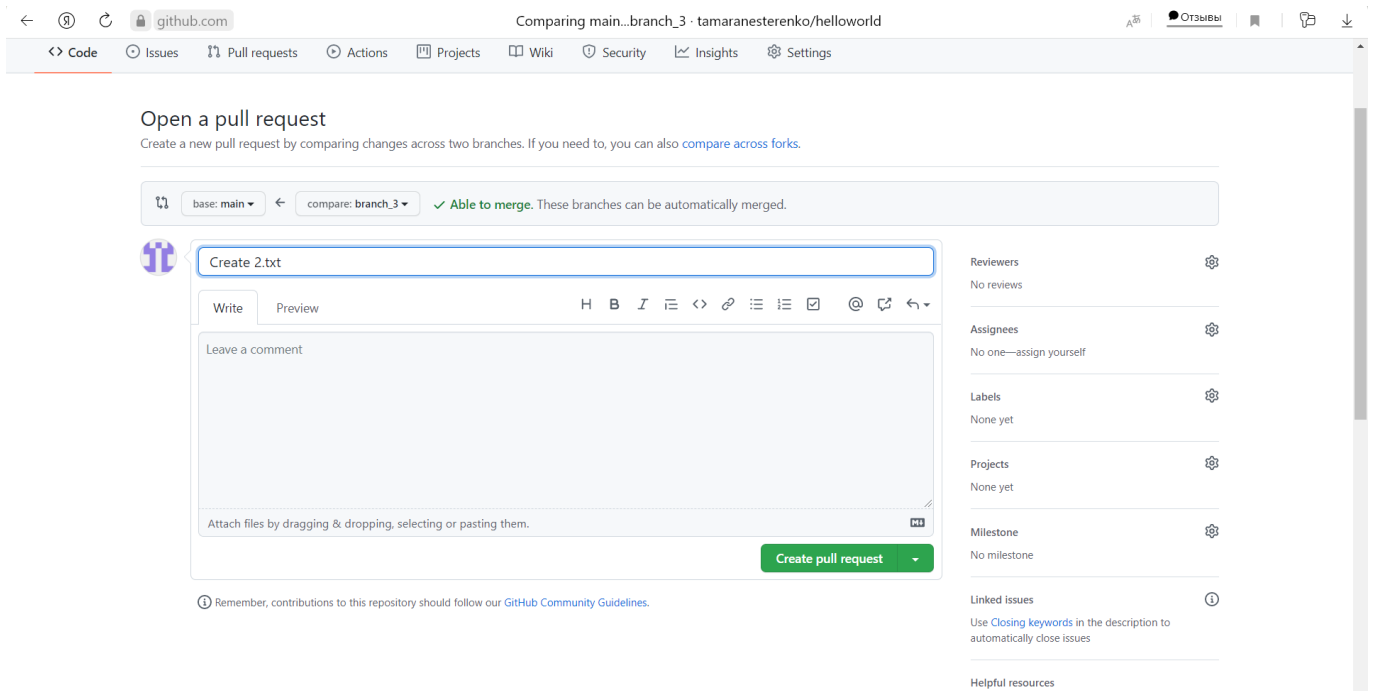 github.com
Comparing main...branch_3 · tamaranesterenko/helloworld
Отзывы
Code
Issues
Pull requests
Actions
Projects
Wiki
Security
Insights
Settings
Open a pull request
Create a new pull request by comparing changes across two branches. If you need to, you can also compare across forks.
base: main
compare: branch_3
Able to merge. These branches can be automatically merged.
Create 2.txt
Write
Preview
Leave a comment
Attach files by dragging & dropping, selecting or pasting them.
Create pull request
Remember, contributions to this repository should follow our GitHub Community Guidelines.
Reviewers
No reviews
Assignees
No one—assign yourself
Labels
None yet
Projects
None yet
Milestone
No milestone
Linked issues
Use Closing keywords in the description to
automatically close issues
Helpful resources